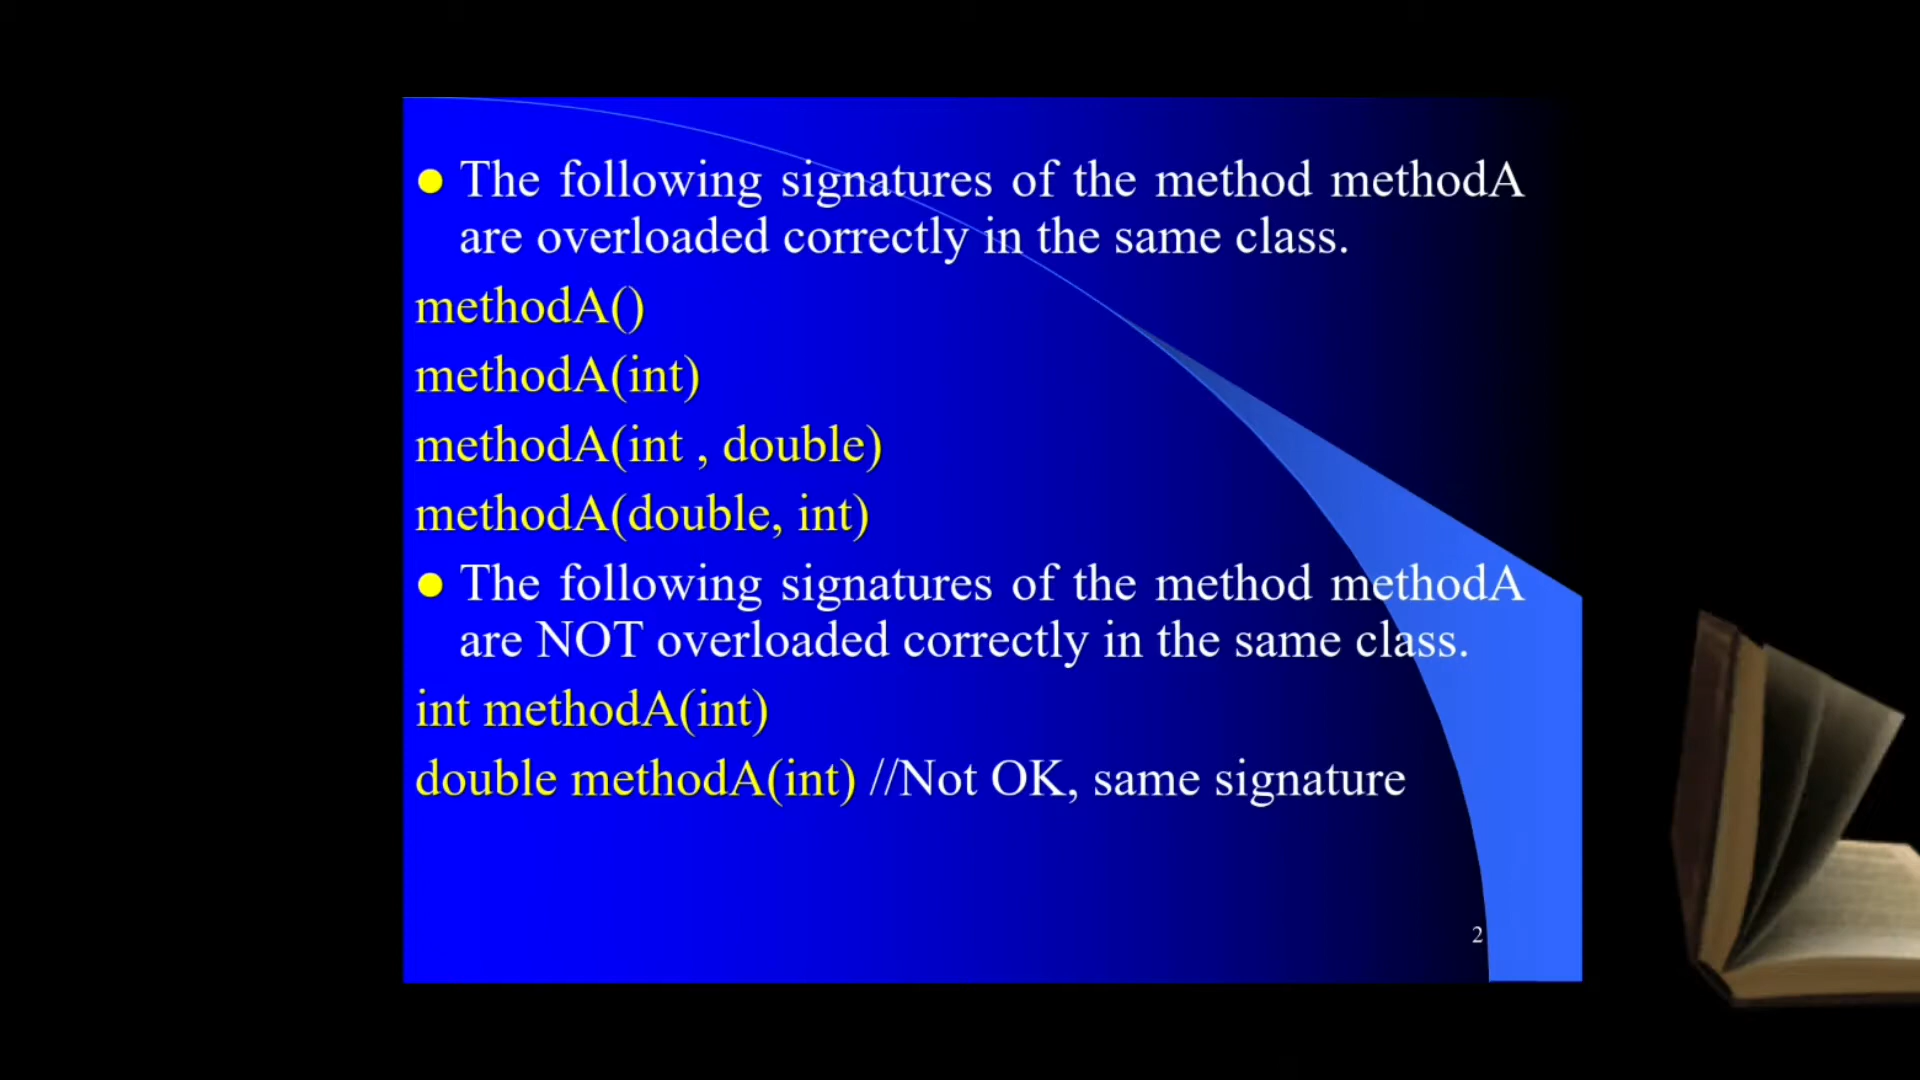 ● The following signatures of the method methodA
are overloaded correctly in the same class.
methodA()
methodA(int)
methodA(int , double)
methodA(double, int)
● The following signatures of the method methodA
are NOT overloaded correctly in the same class.
int methodA(int)
double methodA(int) //Not OK, same signature
2